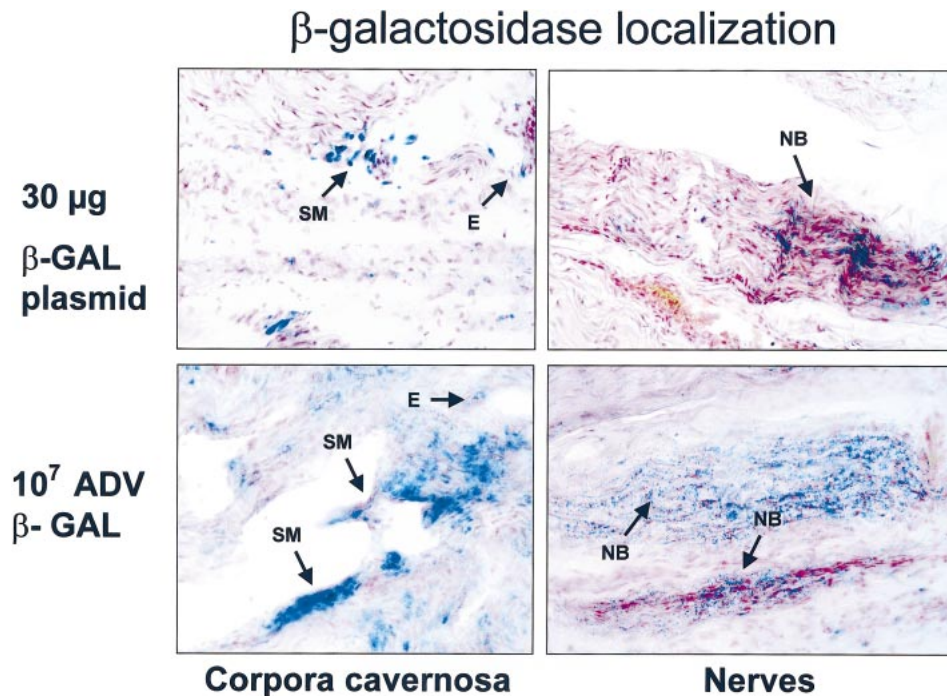 β-galactosidase localization
SM
E
NB
30 µg
β-GAL
plasmid
E
SM
SM
NB
NB
10⁷ ADV
β- GAL
Corpora cavernosa
Nerves